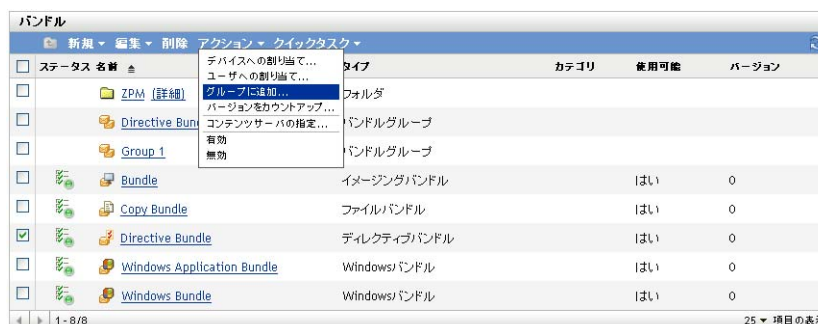 バンドル
新規 編集 削除 アクション クイックタスク
ステータス 名前 タイプ カテゴリ 使用可能 バージョン
デバイスへの割り当て...
ユーザへの割り当て...
グループに追加...
バージョンをカウントアップ...
コンテンツサーバの指定...
有効
無効
ZPM (詳細) フォルダ
Directive Bun バンドルグループ
Group 1 バンドルグループ
Bundle イメージングバンドル はい 0
Copy Bundle ファイルバンドル はい 0
Directive Bundle ディレクティブバンドル はい 0
Windows Application Bundle Windowsバンドル はい 0
Windows Bundle Windowsバンドル はい 0
1 - 8/8 25 項目の表示